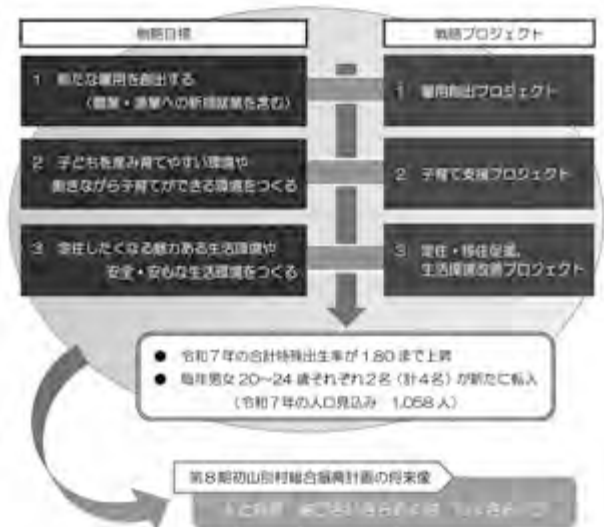 戦略目標
戦略プロジェクト
1 新たな雇用を創出する
(農業・漁業への新規就業を含む)
1 雇用創出プロジェクト
2 子どもを産み育てやすい環境や
働きながら子育てができる環境をつくる
2 子育て支援プロジェクト
3 定住したくなる魅力ある生活環境や
安全・安心な生活環境をつくる
3 定住・移住促進、
生活環境改善プロジェクト
● 令和7年の合計特殊出生率が1.80まで上昇
● 毎年男女20~24歳それぞれ2名(計4名)が新たに転入
(令和7年の人口見込み 1,058人)
第8期初山別村総合振興計画の将来像